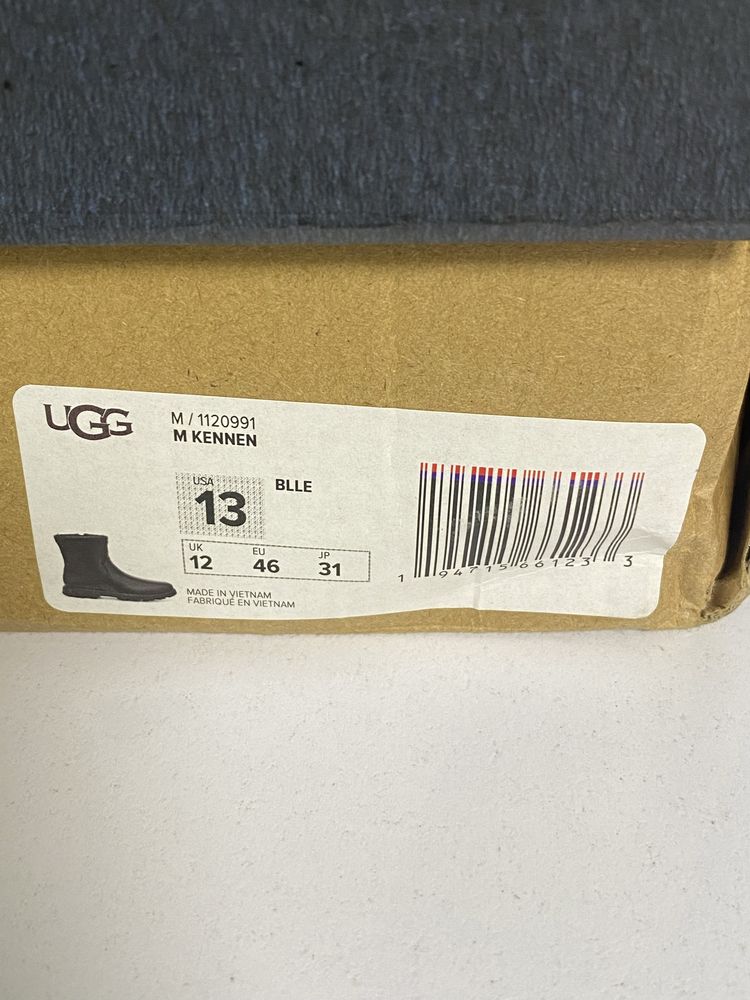 UGG
M / 1120991
M KENNEN
USA
13
BLLE
UK
12
EU
46
JP
31
MADE IN VIETNAM
FABRIQUÉ EN VIETNAM
1 94715 66123 3